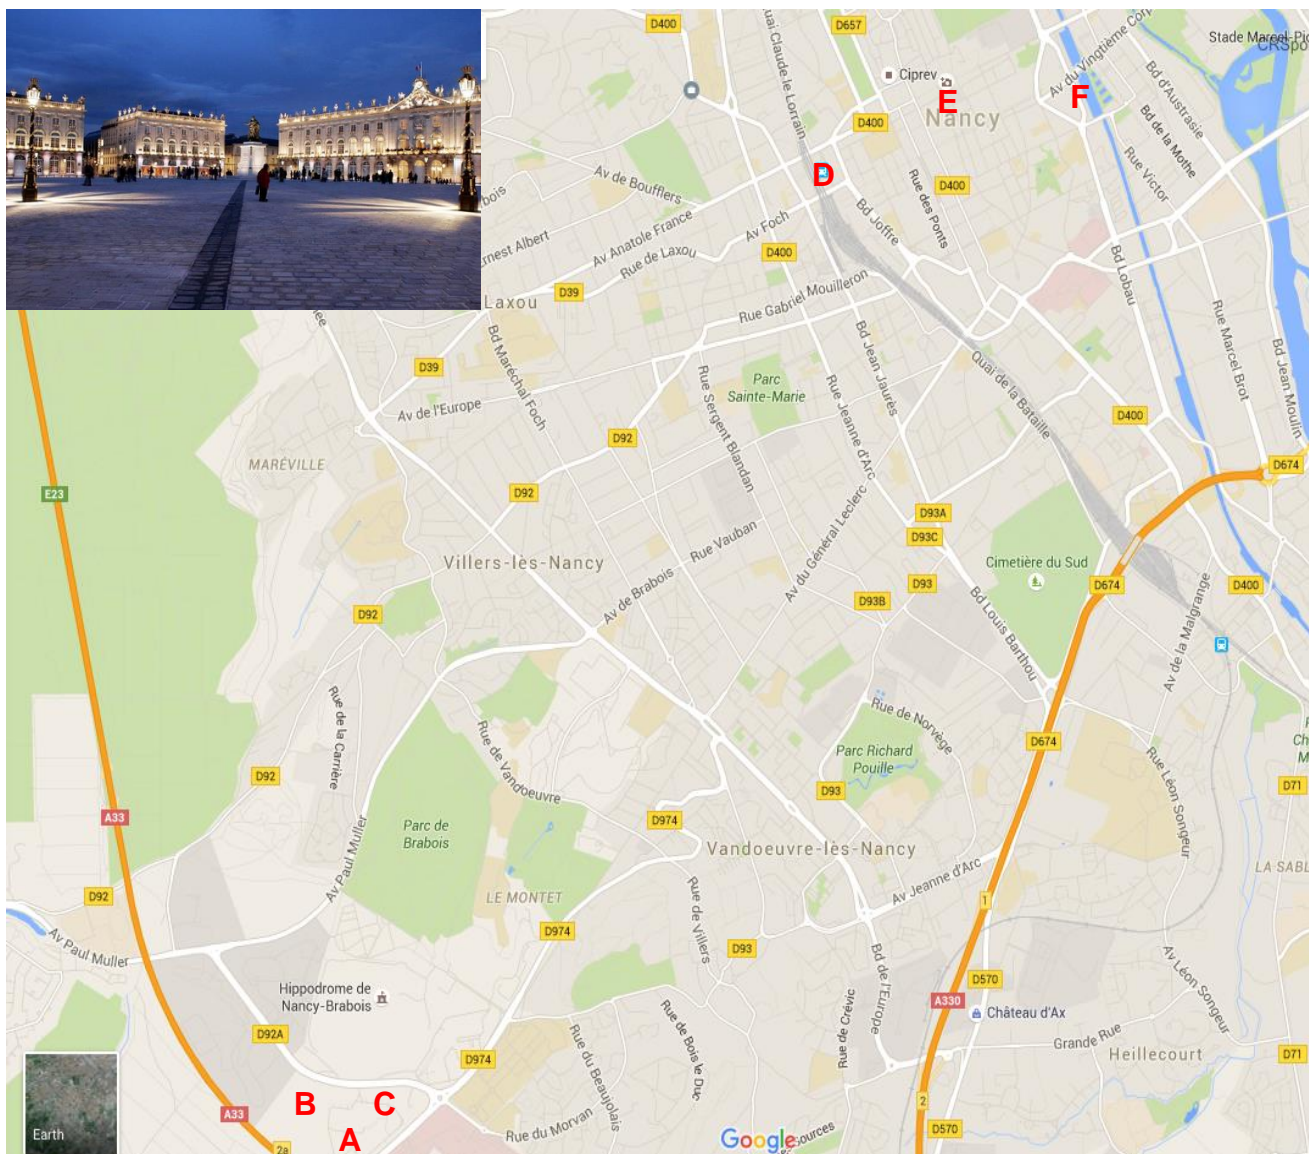 D400
D657
Quai Claude le Lorrain
Ciprev
Av du Vingtième Corp
Stade Marcel-Pic
CRSpo
Bd d'Austrasie
Bd de la Mothe
E
F
Nancy
D400
Rue Victor
Av de Boufflers
D
Rue des Ponts
D400
bois
Ernest Albert
Av Anatole France
Av Foch
Bd Joffre
Rue de Laxou
D400
Bd Lobau
D39
Laxou
Rue Gabriel Mouilleron
Rue Marcel Brot
Bd Jean Moulin
Bd Maréchal Foch
D39
Parc
Sainte-Marie
Bd Jean Jaurès
Quai de la Bataille
Av de l'Europe
Rue Sergent Blandan
Rue Jeanne d'Arc
D400
D92
MARÉVILLE
D674
E23
D92
Av du Général Leclerc
D93A
D93C
Rue Vauban
Villers-lès-Nancy
Cimetière du Sud
D93
D674
D400
D92
Av de Brabois
D93B
Bd Louis Barthou
Av de la Malgrange
Rue de la Carrière
Rue de Vandoeuvre
Rue de Norvège
D674
Parc Richard
Pouille
Rue Léon Songeur
D92
D93
D71
A33
Parc de
Brabois
D974
Av Paul Muller
Vandoeuvre-lès-Nancy
Av Jeanne d'Arc
LA SABL
D92
LE MONTET
1
Rue de Villers
Av Paul Muller
D974
D93
Bd de l'Europe
Av Léon Songeur
D570
Hippodrome de
Nancy-Brabois
A330
Château d'Ax
D92A
Rue de Crévic
Grande Rue
Heillecourt
D71
D974
Rue du Beaujolais
Rue de Bois le Duc
B
C
A33
2
Earth
A
Rue du Morvan
Google
Sources
D570
2a